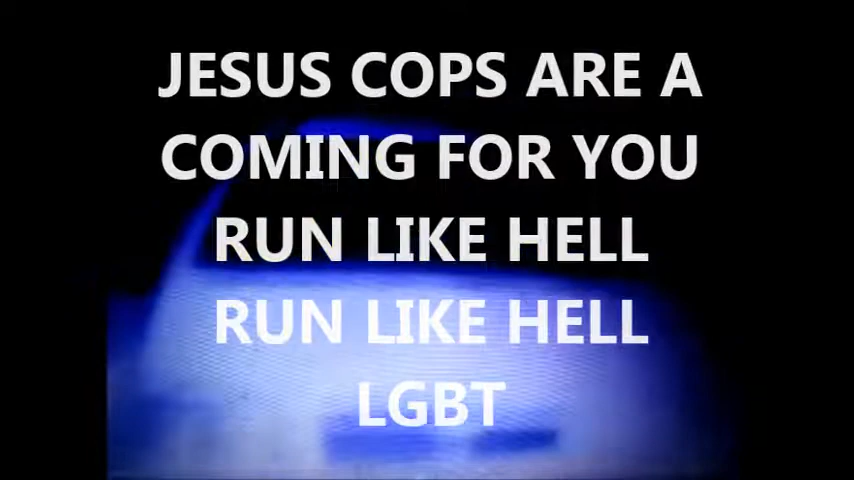 JESUS COPS ARE A
COMING FOR YOU
RUN LIKE HELL
RUN LIKE HELL
LGBT